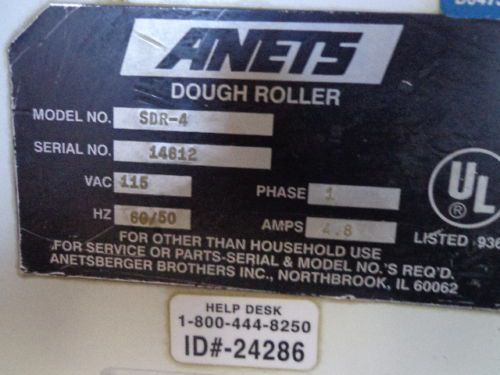 ANETS
DOUGH ROLLER
MODEL NO. SDR-4
SERIAL NO. 14812
VAC 115 PHASE 1
HZ 60/50 AMPS 4.8
UL
®
LISTED 936
FOR OTHER THAN HOUSEHOLD USE
FOR SERVICE OR PARTS-SERIAL & MODEL NO.'S REQ'D.
ANETSBERGER BROTHERS INC., NORTHBROOK, IL 60062
HELP DESK
1-800-444-8250
ID#-24286